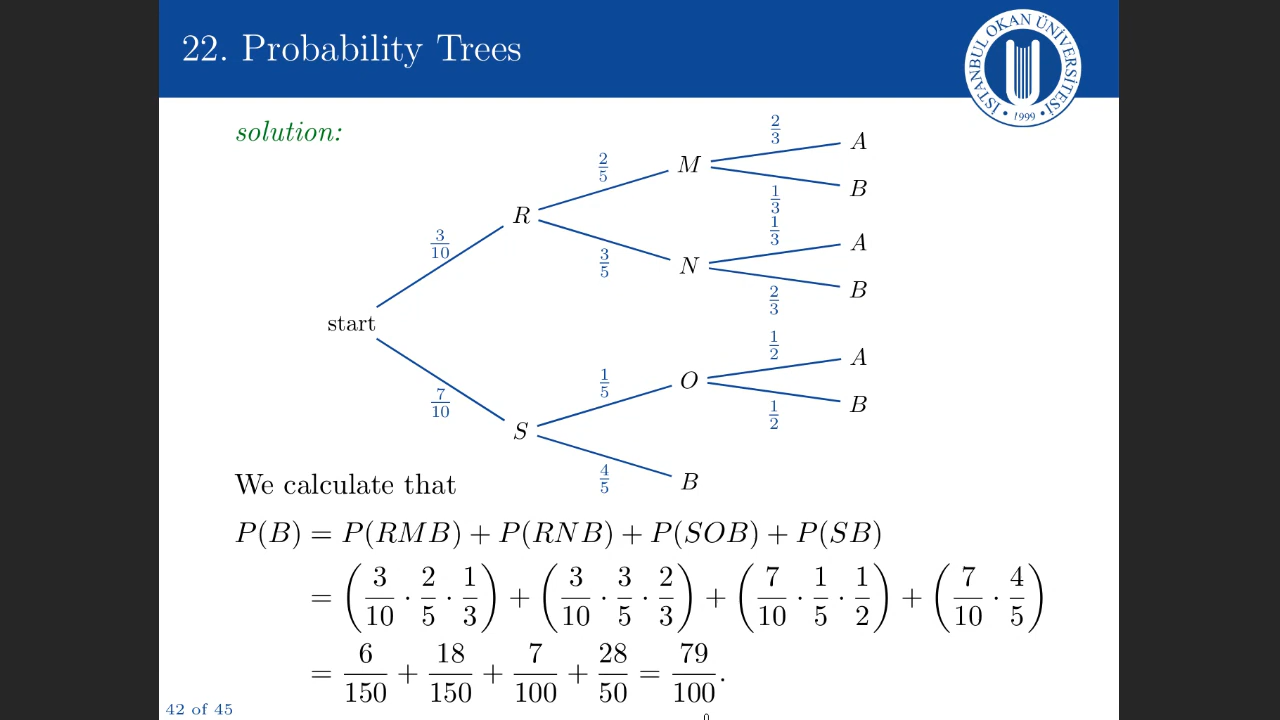 22. Probability Trees
İSTANBUL OKAN ÜNİVERSİTESİ
• 1999 •
solution:
2/3
A
2/5
M
B
1/3
R
1/3
3/10
A
3/5
N
B
2/3
start
1/2
A
1/5
O
B
7/10
1/2
S
4/5
B
We calculate that
P(B) = P(RMB) + P(RNB) + P(SOB) + P(SB)
= (3/10 · 2/5 · 1/3) + (3/10 · 3/5 · 2/3) + (7/10 · 1/5 · 1/2) + (7/10 · 4/5)
= 6/150 + 18/150 + 7/100 + 28/50 = 79/100.
42 of 45